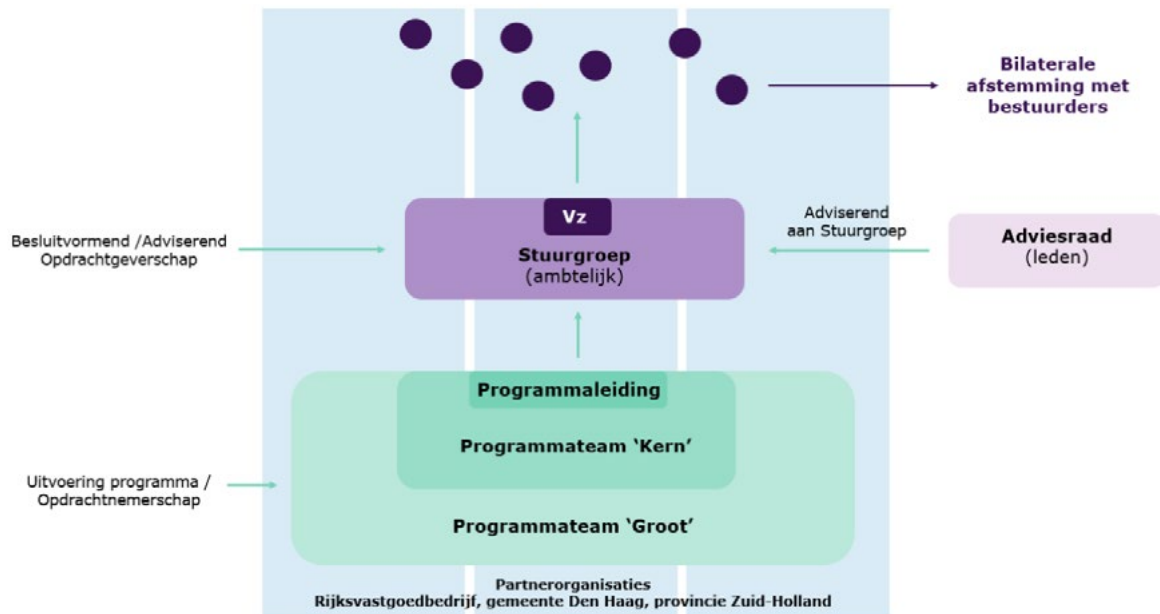 Bilaterale
afstemming met
bestuurders
Vz
Stuurgroep
(ambtelijk)
Besluitvormend /Adviserend
Opdrachtgeverschap
Adviserend
aan Stuurgroep
Adviesraad
(leden)
Programmaleiding
Programmateam ‘Kern’
Uitvoering programma /
Opdrachtnemerschap
Programmateam ‘Groot’
Partnerorganisaties
Rijksvastgoedbedrijf, gemeente Den Haag, provincie Zuid-Holland